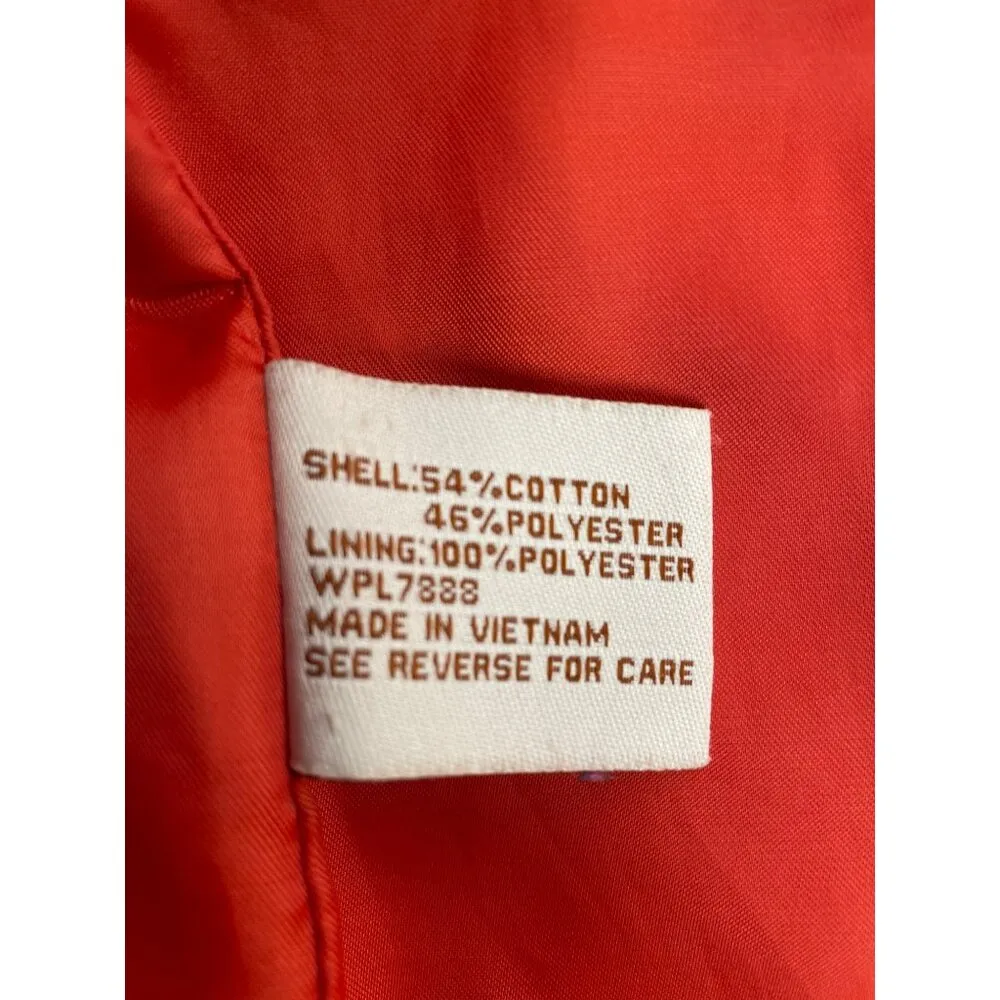 SHELL:54%COTTON
46%POLYESTER
LINING:100%POLYESTER
WPL7888
MADE IN VIETNAM
SEE REVERSE FOR CARE